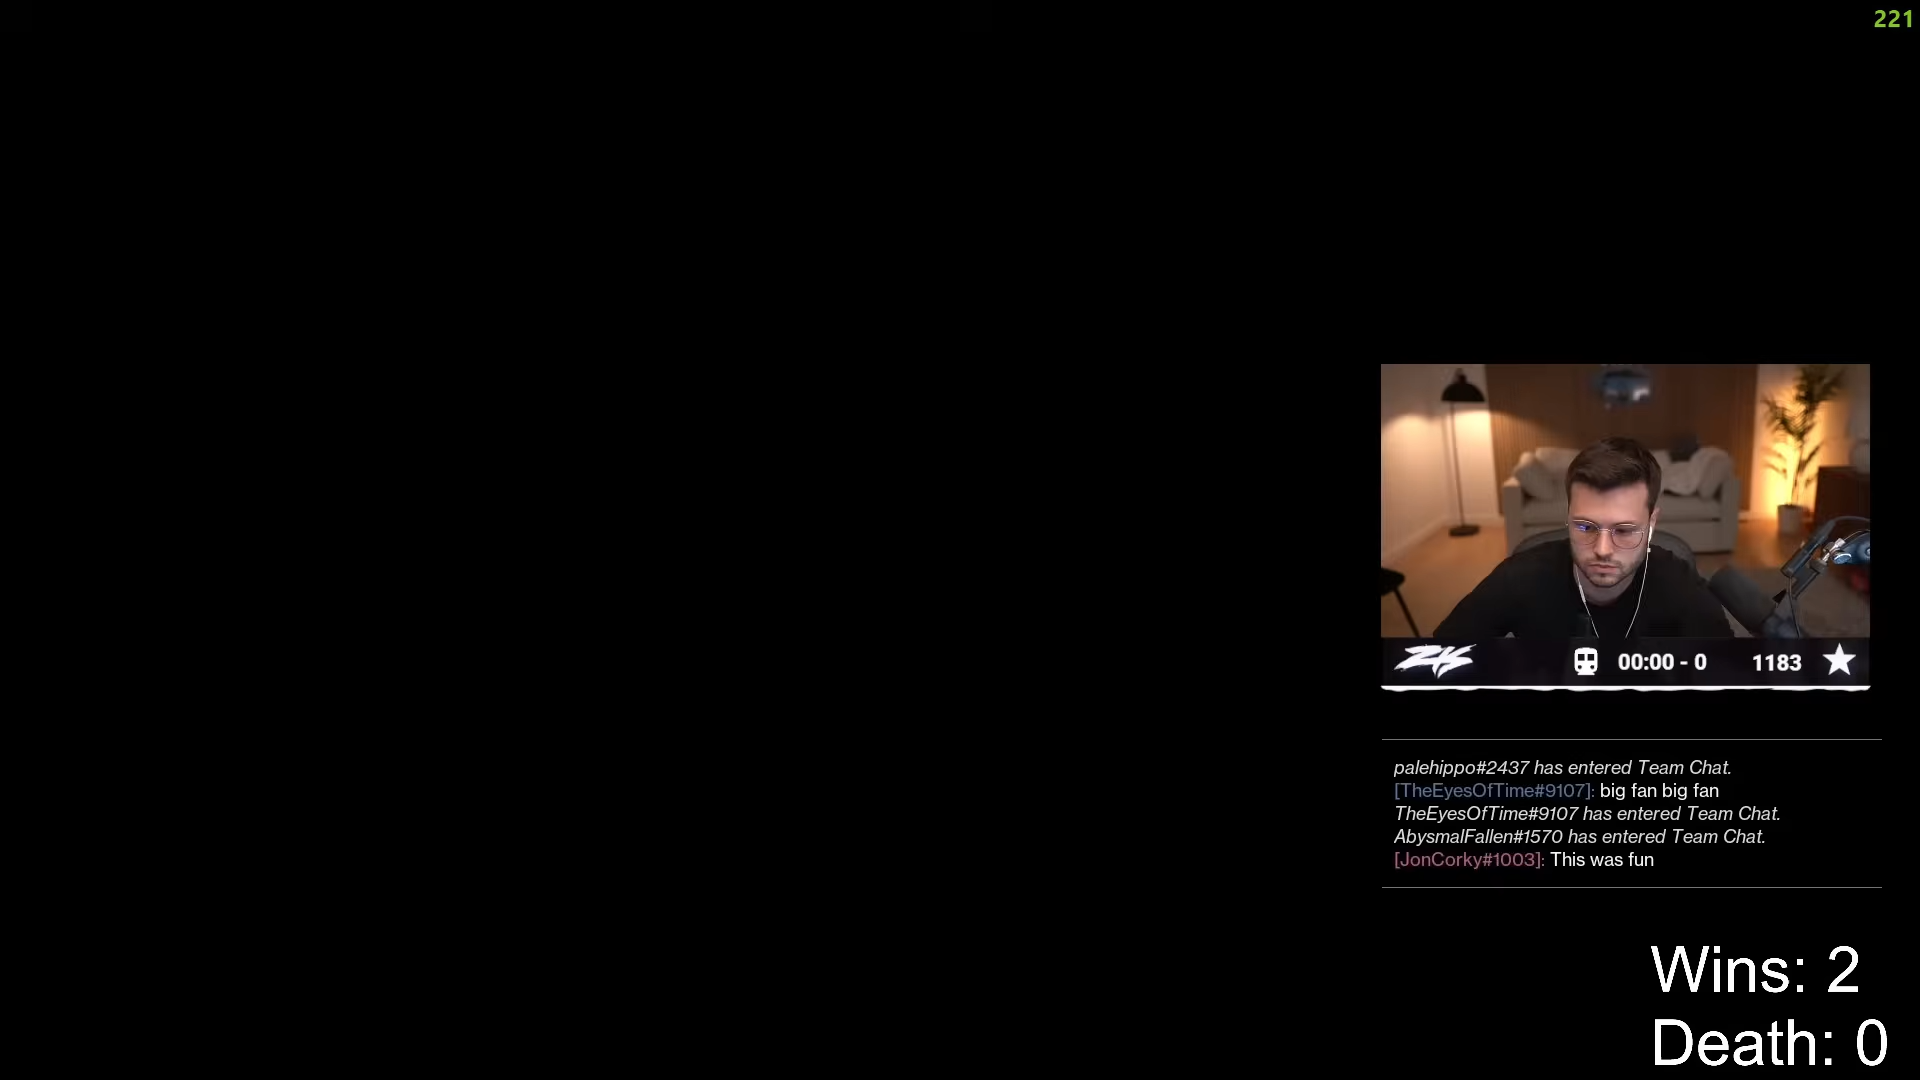 221
ZK
00:00 - 0 1183
palehippo#2437 has entered Team Chat.
[TheEyesOfTime#9107]: big fan big fan
TheEyesOfTime#9107 has entered Team Chat.
AbysmalFallen#1570 has entered Team Chat.
[JonCorky#1003]: This was fun
Wins: 2
Death: 0